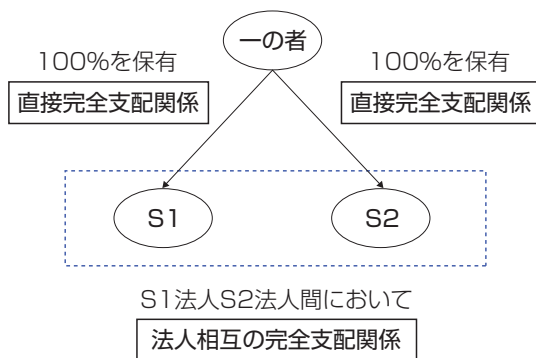 一の者
100%を保有
100%を保有
直接完全支配関係
直接完全支配関係
S1
S2
S1法人S2法人間において
法人相互の完全支配関係